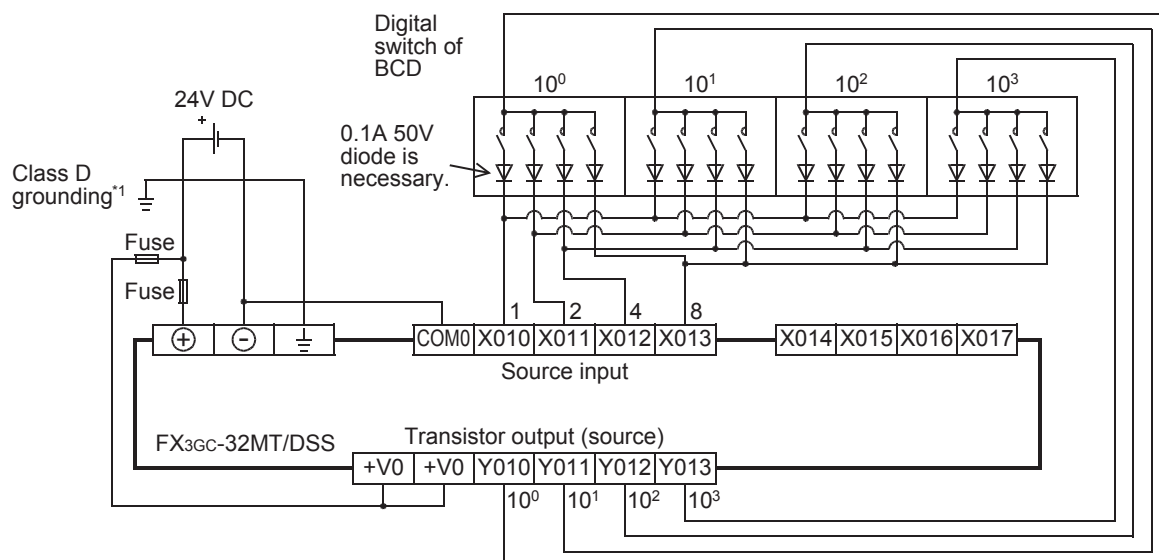 Digital
switch of
BCD
10⁰ 10¹ 10² 10³
24V DC
+
0.1A 50V
diode is
necessary.
Class D
grounding*1
Fuse
Fuse
1 2 4 8
+ - COM0 X010 X011 X012 X013 X014 X015 X016 X017
Source input
FX3GC-32MT/DSS
Transistor output (source)
+V0 +V0 Y010 Y011 Y012 Y013
10⁰ 10¹ 10² 10³